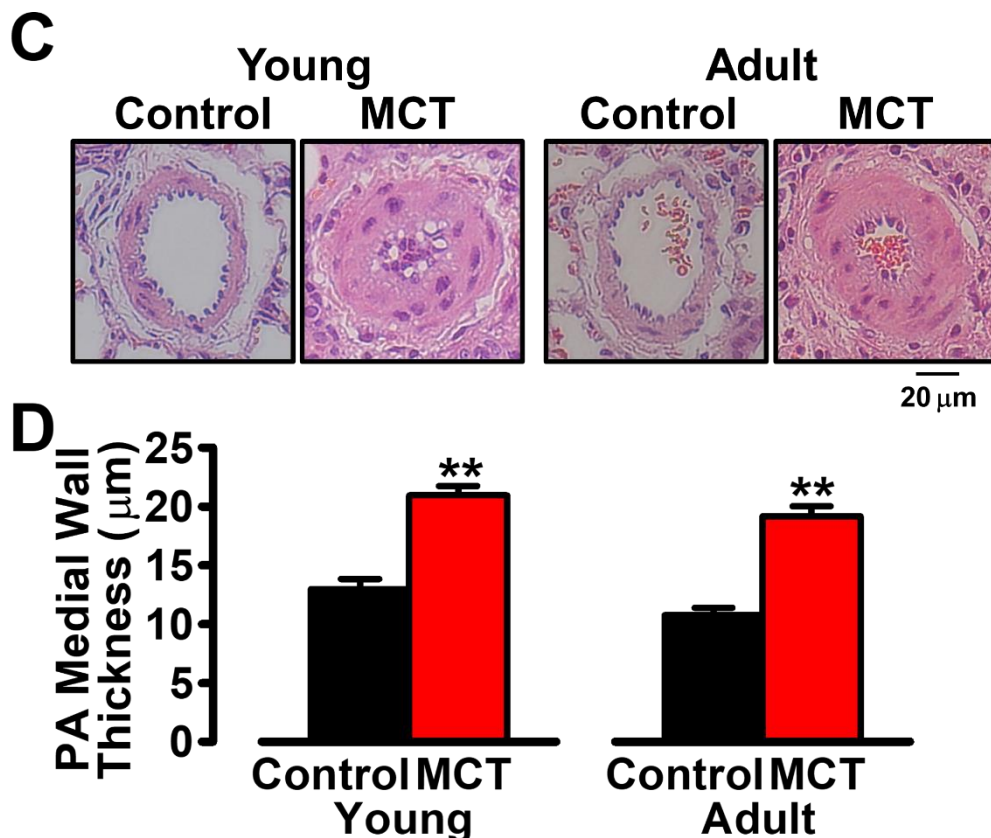 C
Young Adult
Control MCT Control MCT
20 μm
D
PA Medial Wall
Thickness (μm)
25
20
15
10
5
0
**
**
Control MCT Control MCT
Young Adult